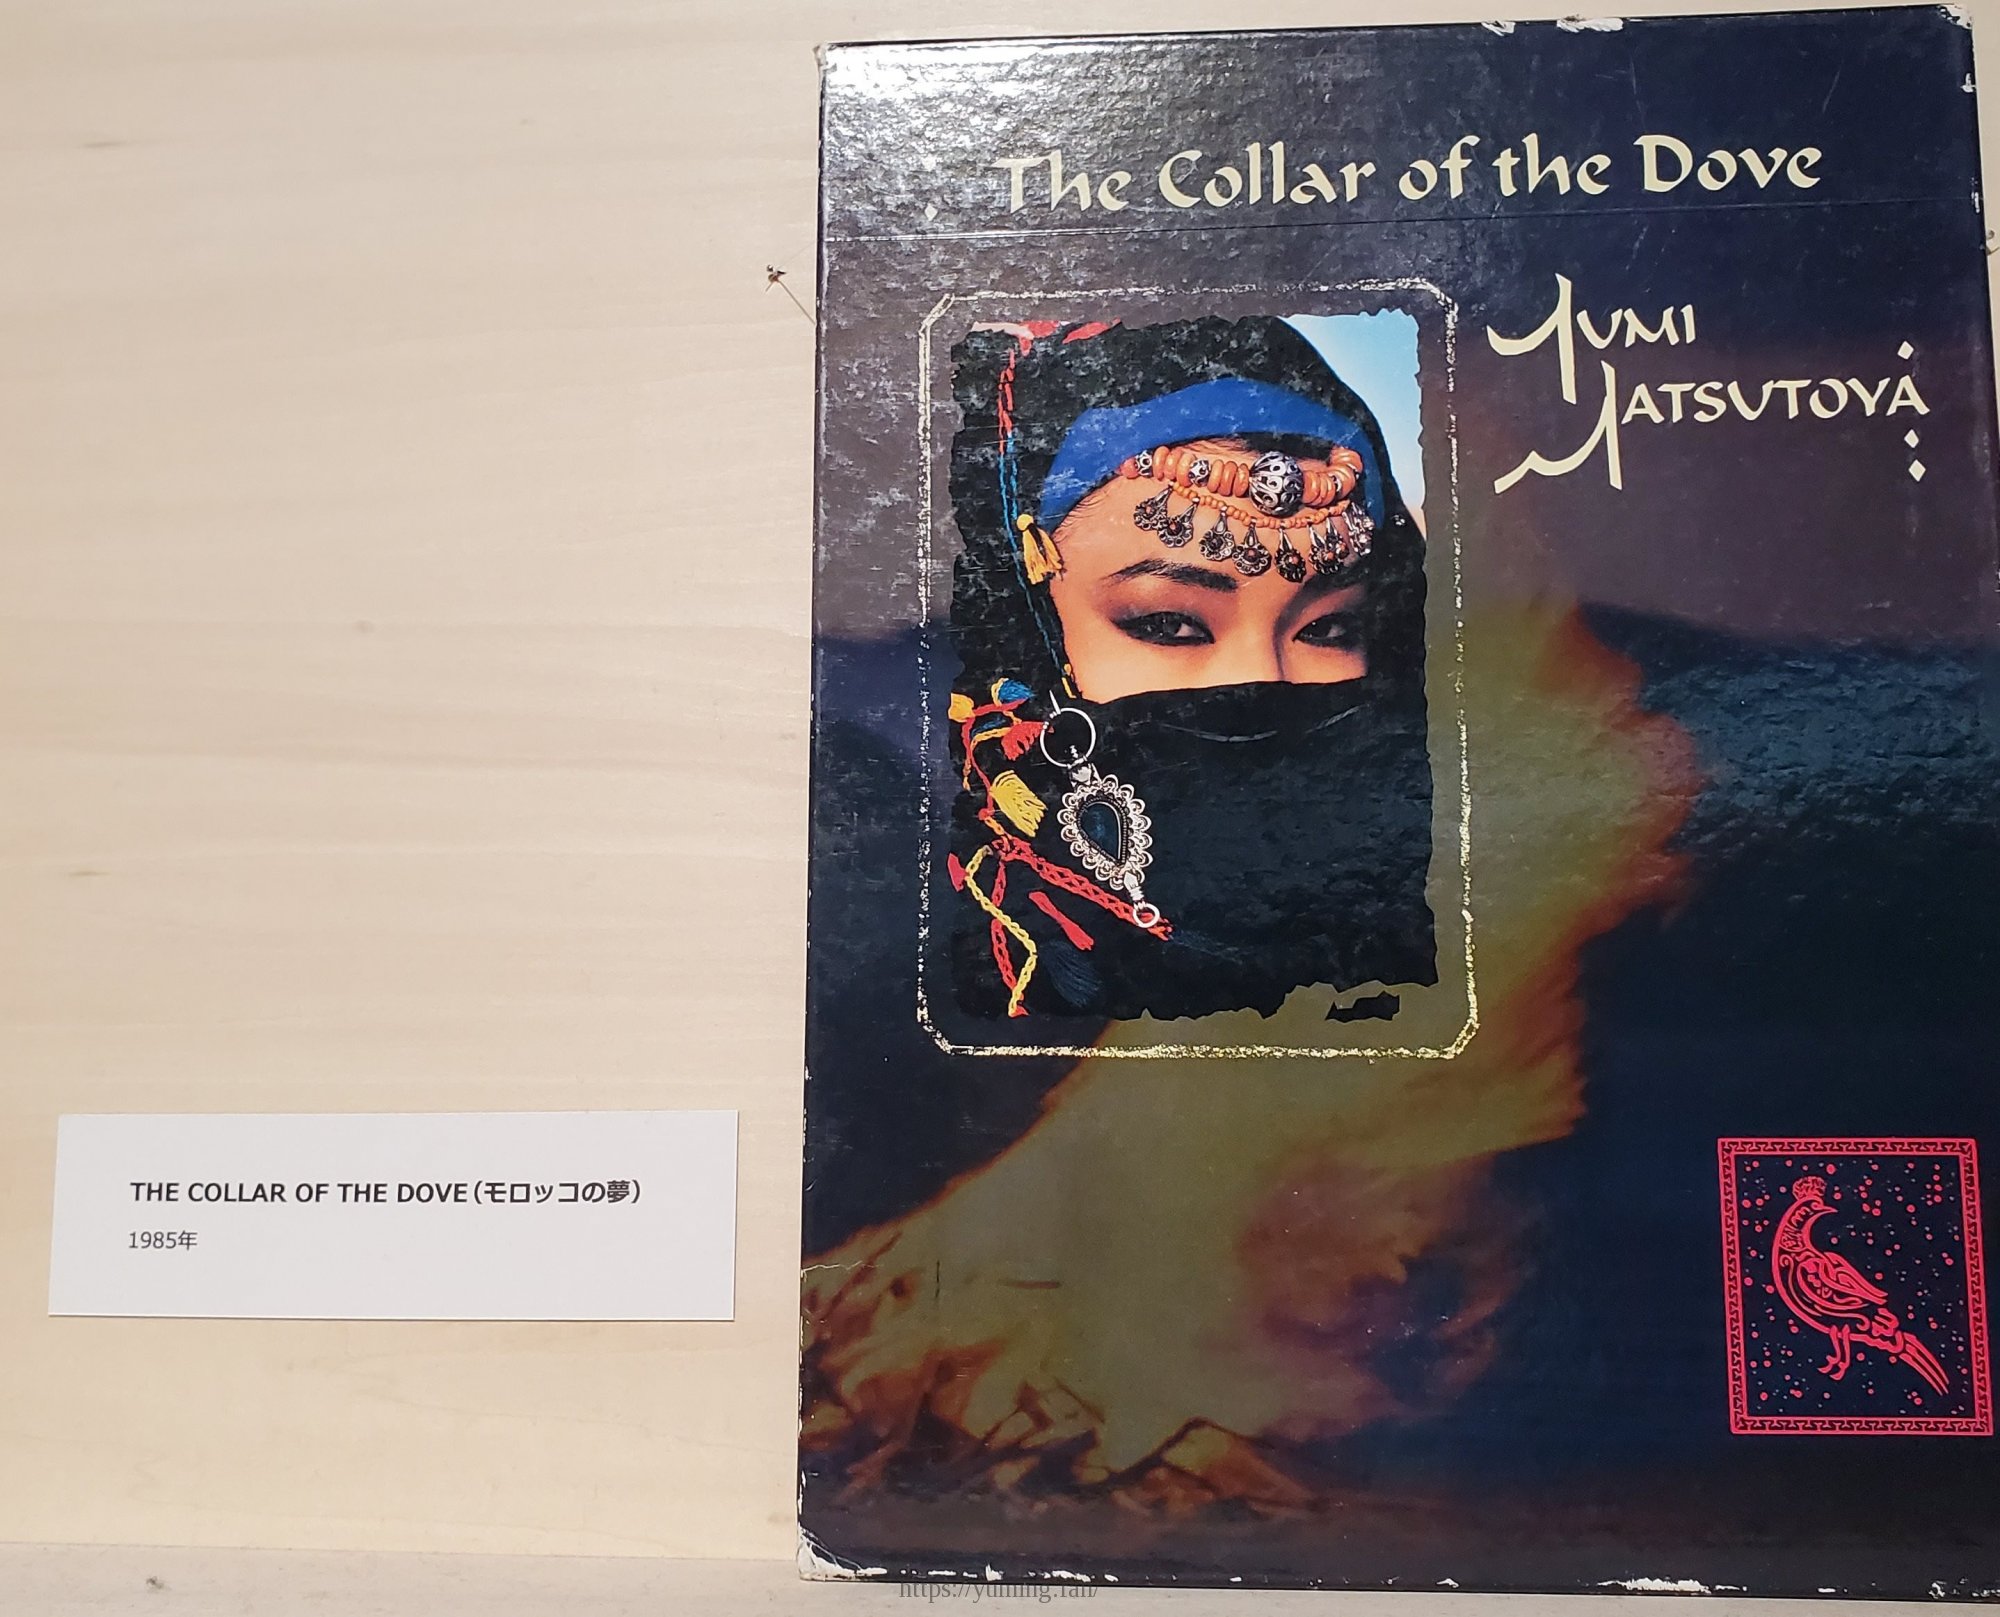 The Collar of the Dove
YUMI
MATSUTOYA
THE COLLAR OF THE DOVE(モロッコの夢)
1985年
https://yuming.fan/